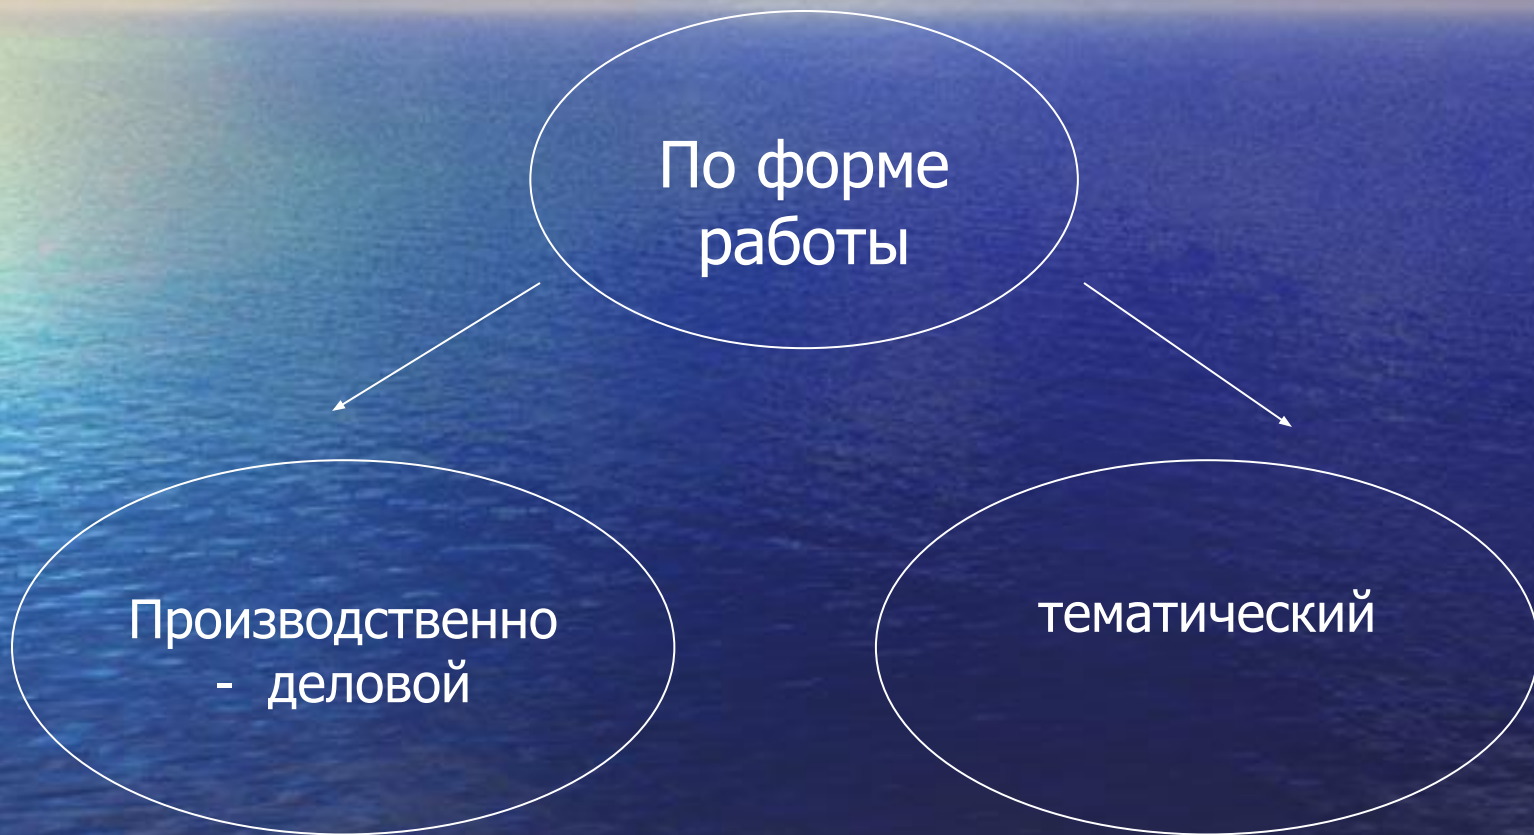 По форме
работы
Производственно
- деловой
тематический